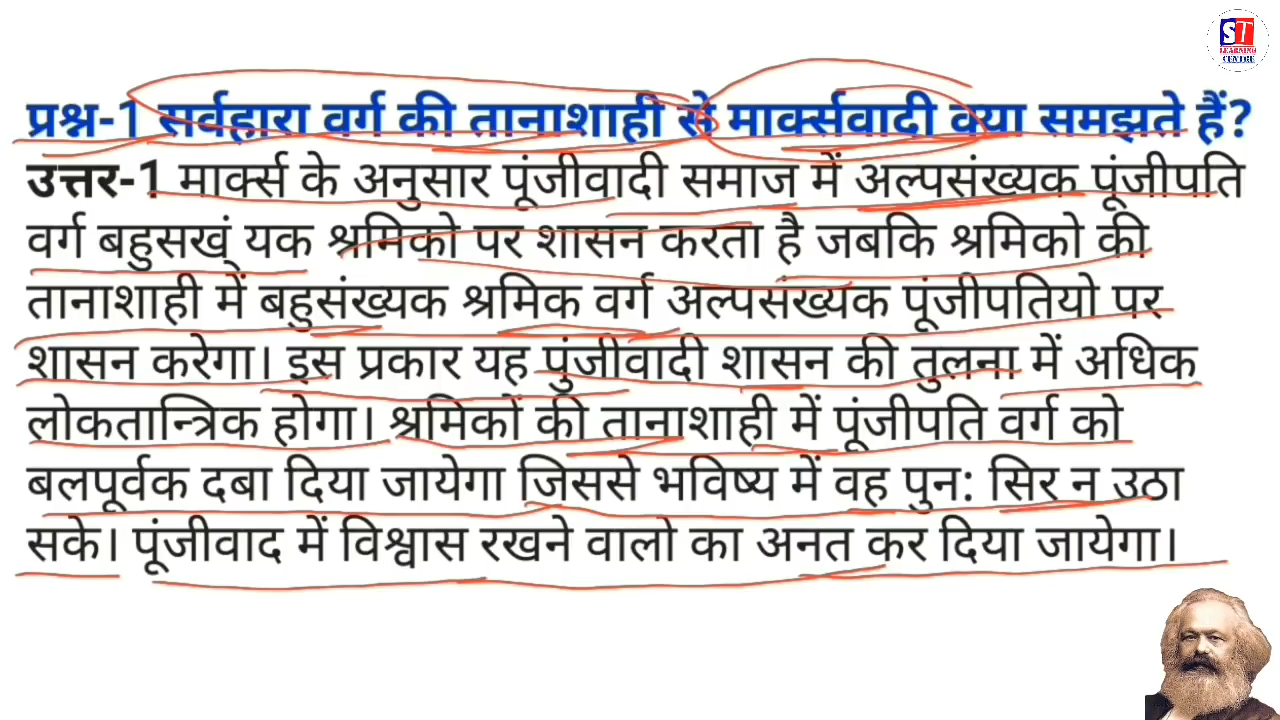 ST
LEARNING
CENTRE
प्रश्न-1 सर्वहारा वर्ग की तानाशाही से मार्क्सवादी क्या समझते हैं?
उत्तर-1 मार्क्स के अनुसार पूंजीवादी समाज में अल्पसंख्यक पूंजीपति
वर्ग बहुसखं यक श्रमिको पर शासन करता है जबकि श्रमिको की
तानाशाही में बहुसंख्यक श्रमिक वर्ग अल्पसंख्यक पूंजीपतियो पर
शासन करेगा। इस प्रकार यह पुंजीवादी शासन की तुलना में अधिक
लोकतान्त्रिक होगा। श्रमिकों की तानाशाही में पूंजीपति वर्ग को
बलपूर्वक दबा दिया जायेगा जिससे भविष्य में वह पुन: सिर न उठा
सके। पूंजीवाद में विश्वास रखने वालो का अनत कर दिया जायेगा।